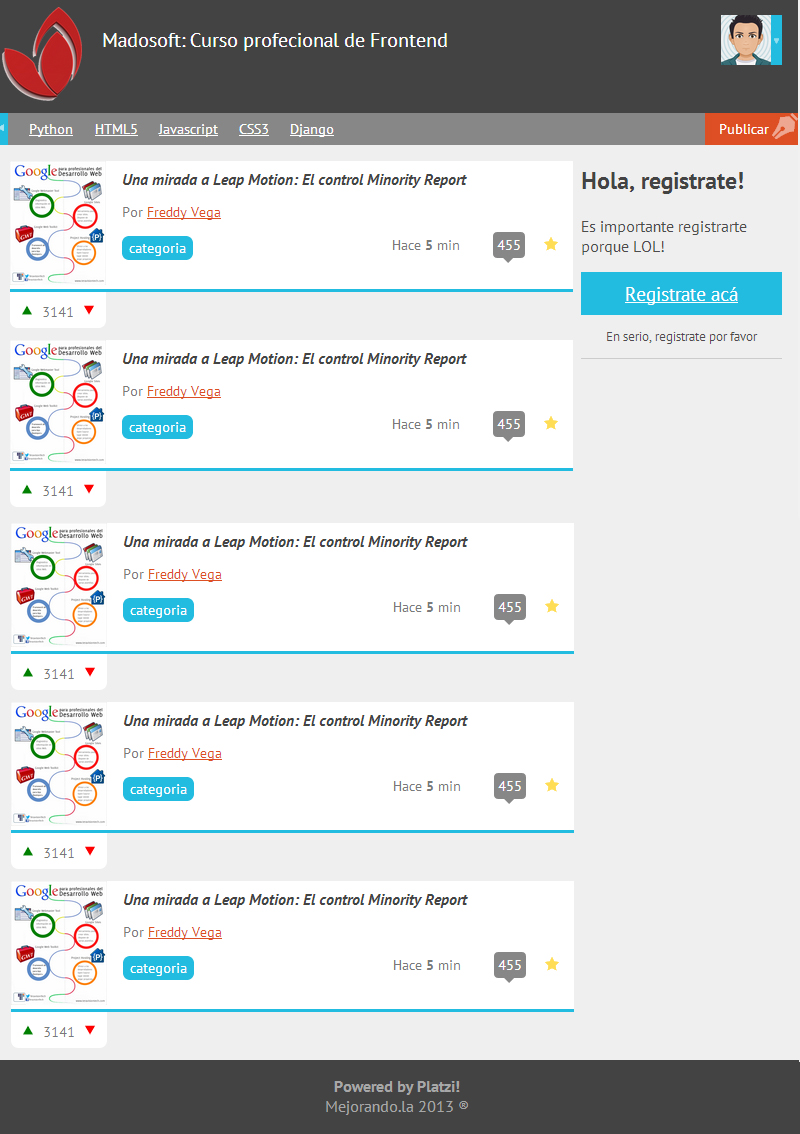 Madosoft: Curso profecional de Frontend
Python HTML5 Javascript CSS3 Django Publicar
Google para profesionales del
Desarrollo Web
Una mirada a Leap Motion: El control Minority Report
Por Freddy Vega
categoria Hace 5 min 455
GWT {P}
3141
Google para profesionales del
Desarrollo Web
Una mirada a Leap Motion: El control Minority Report
Por Freddy Vega
categoria Hace 5 min 455
GWT {P}
3141
Google para profesionales del
Desarrollo Web
Una mirada a Leap Motion: El control Minority Report
Por Freddy Vega
categoria Hace 5 min 455
GWT {P}
3141
Google para profesionales del
Desarrollo Web
Una mirada a Leap Motion: El control Minority Report
Por Freddy Vega
categoria Hace 5 min 455
GWT {P}
3141
Google para profesionales del
Desarrollo Web
Una mirada a Leap Motion: El control Minority Report
Por Freddy Vega
categoria Hace 5 min 455
GWT {P}
3141
Hola, registrate!
Es importante registrarte
porque LOL!
Registrate acá
En serio, registrate por favor
Powered by Platzi!
Mejorando.la 2013 ®